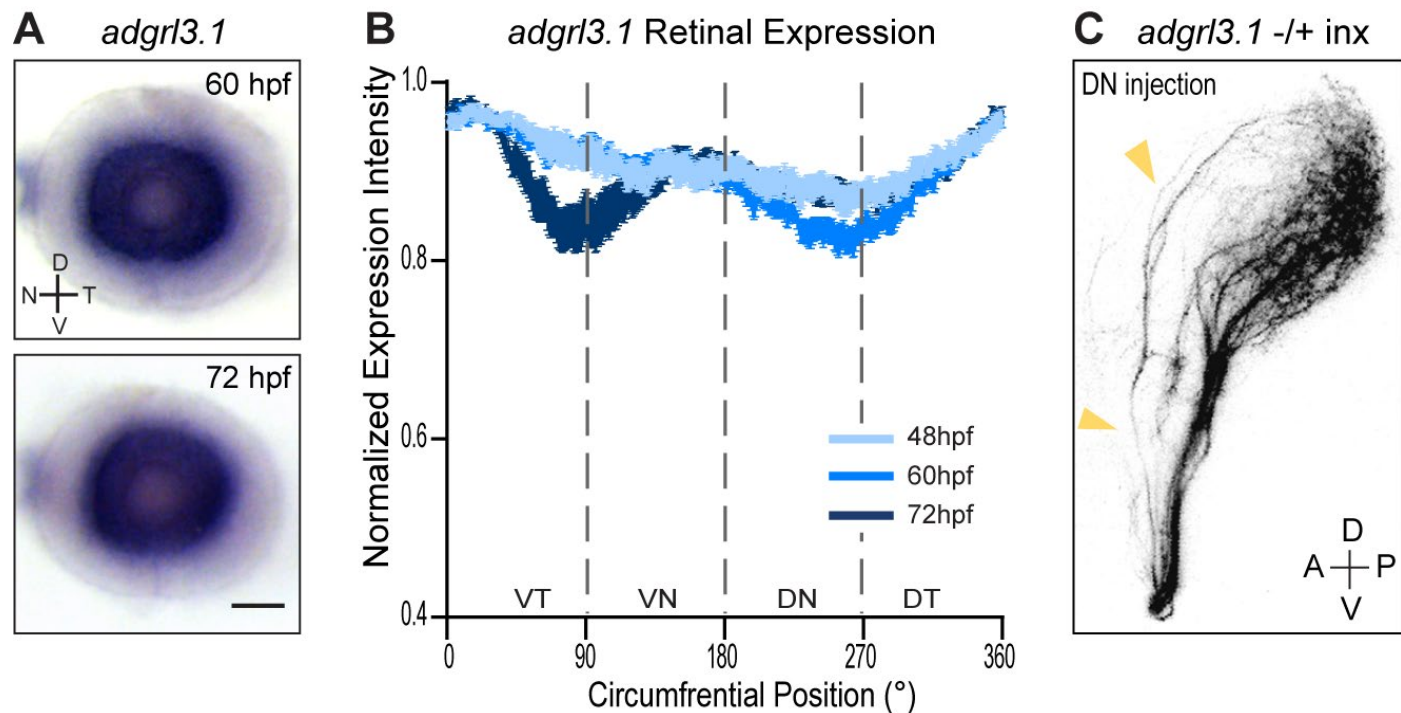 A adgrl3.1
60 hpf
D
N T
V
72 hpf
B adgrl3.1 Retinal Expression
Normalized Expression Intensity
1.0
0.8
0.6
0.4
48hpf
60hpf
72hpf
VT VN DN DT
0 90 180 270 360
Circumfrential Position (°)
C adgrl3.1 -/+ inx
DN injection
D
A P
V